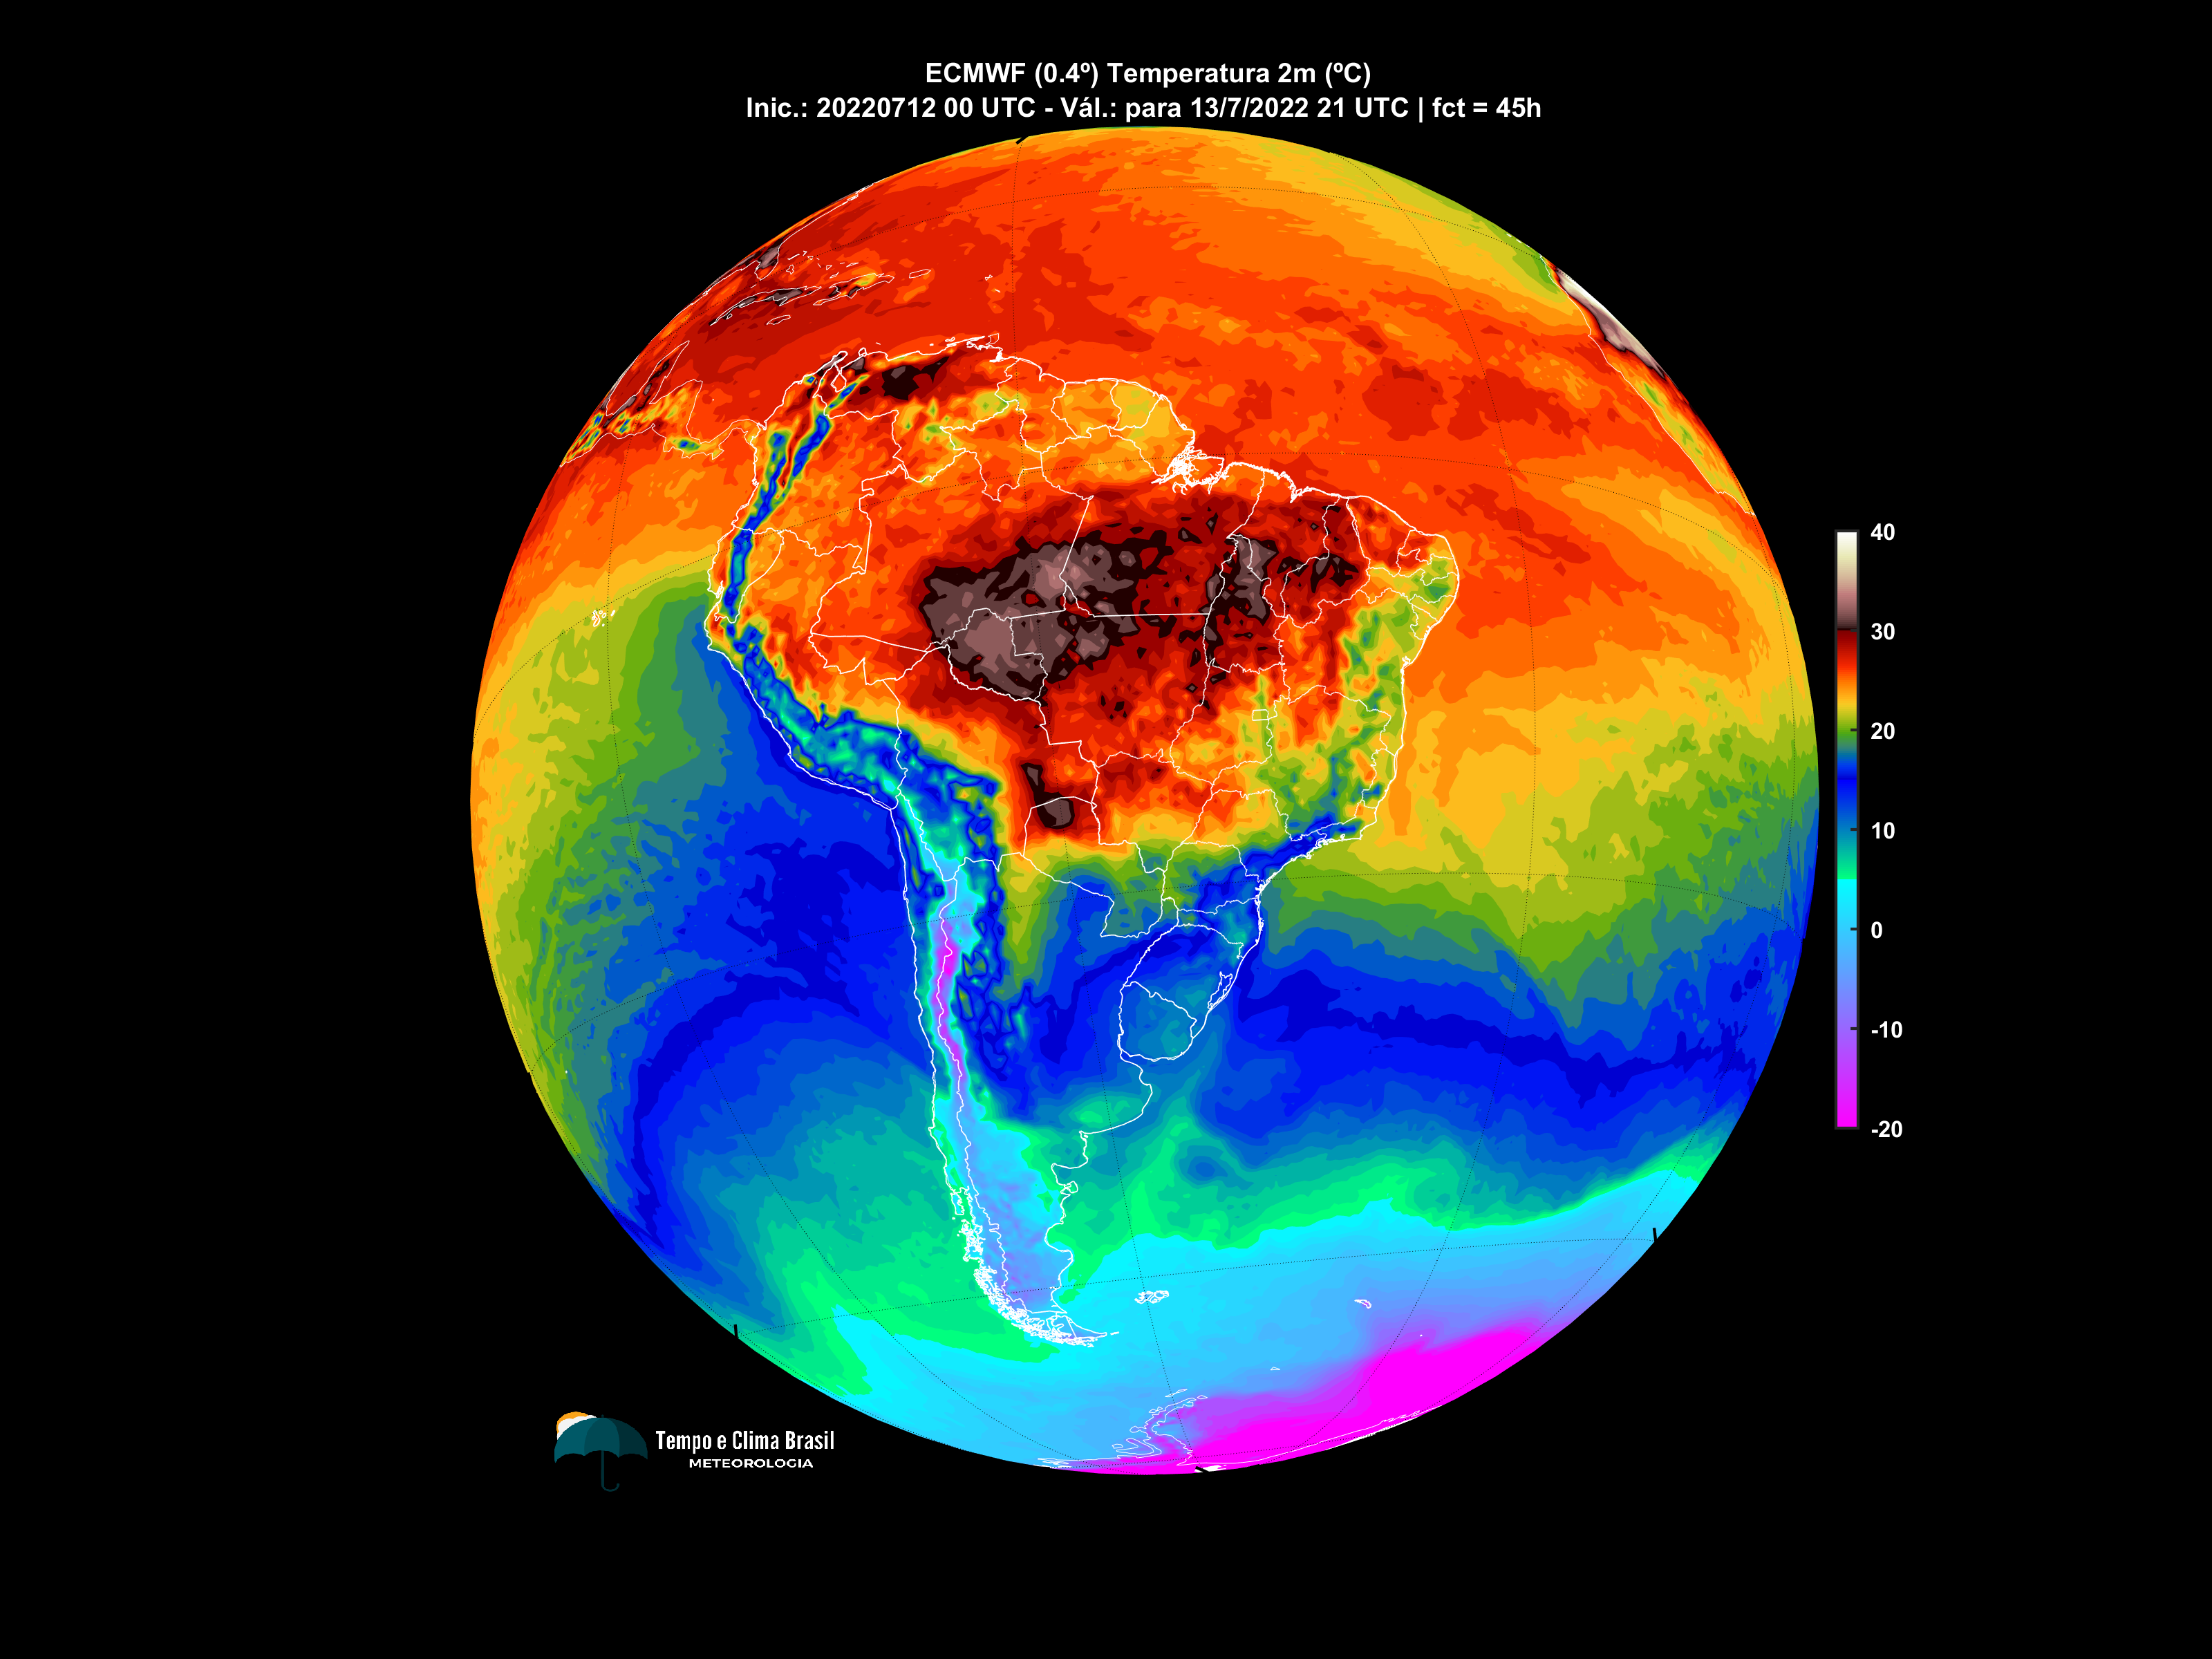 ECMWF (0.4º) Temperatura 2m (ºC)
Inic.: 20220712 00 UTC - Vál.: para 13/7/2022 21 UTC | fct = 45h
40
30
20
10
0
-10
-20
Tempo e Clima Brasil
METEOROLOGIA